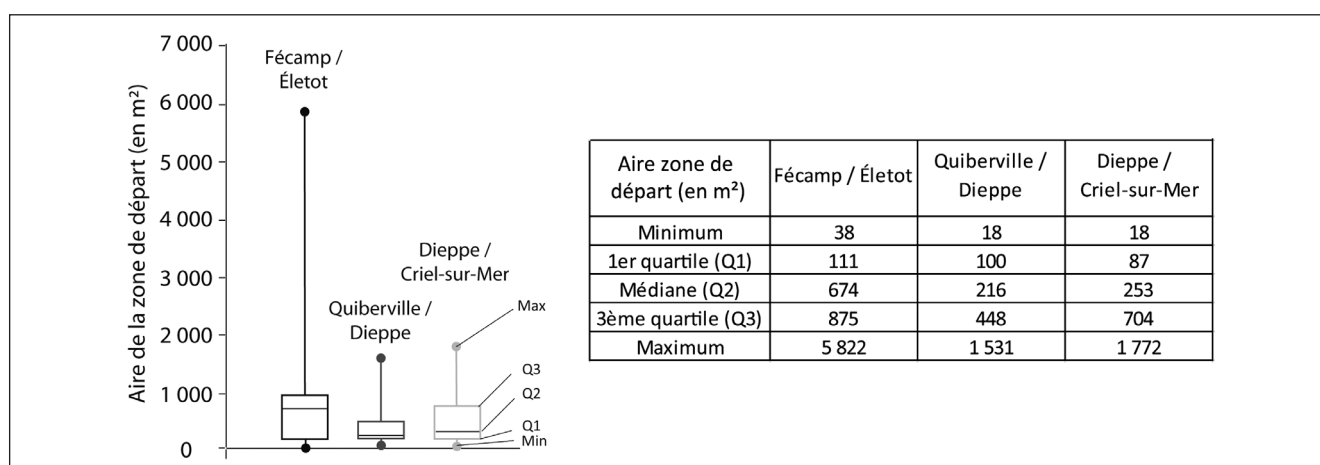 Aire de la zone de départ (en m²)
7 000
6 000
5 000
4 000
3 000
2 000
1 000
0
Fécamp /
Életot
Quiberville /
Dieppe
Dieppe /
Criel-sur-Mer
Max
Q3
Q2
Q1
Min
Aire zone de départ (en m²) Fécamp / Életot Quiberville / Dieppe Dieppe / Criel-sur-Mer
Minimum 38 18 18
1er quartile (Q1) 111 100 87
Médiane (Q2) 674 216 253
3ème quartile (Q3) 875 448 704
Maximum 5 822 1 531 1 772